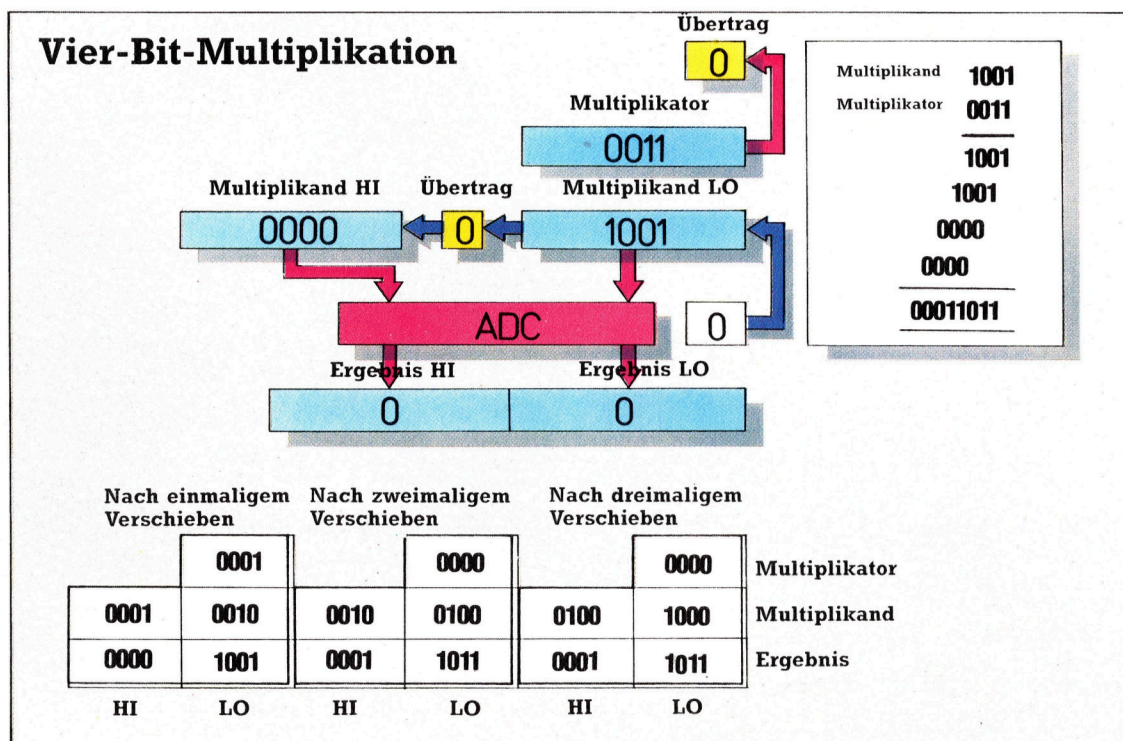 Vier-Bit-Multiplikation
Übertrag
0
Multiplikator
0011
Multiplikand HI Übertrag Multiplikand LO
0000 0 1001
ADC 0
Ergebnis HI Ergebnis LO
0 0
Multiplikand 1001
Multiplikator 0011
1001
1001
0000
0000
00011011
Nach einmaligem Verschieben
Nach zweimaligem Verschieben
Nach dreimaligem Verschieben
0001 0000 0000 Multiplikator
0001 0010 0010 0100 0100 1000 Multiplikand
0000 1001 0001 1011 0001 1011 Ergebnis
HI LO HI LO HI LO